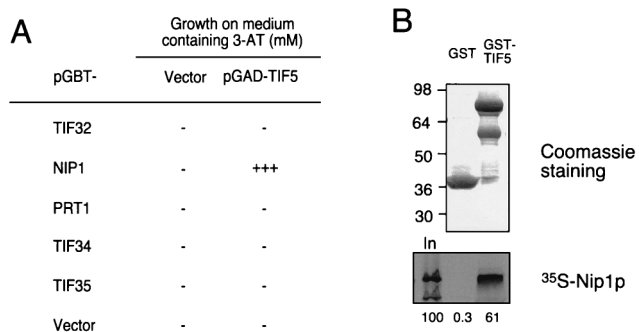 A
Growth on medium
containing 3-AT (mM)
pGBT- Vector pGAD-TIF5
TIF32 - -
NIP1 - +++
PRT1 - -
TIF34 - -
TIF35 - -
Vector - -
B
GST GST-
TIF5
98
64
50
36
30
Coomassie
staining
In
35S-Nip1p
100 0.3 61